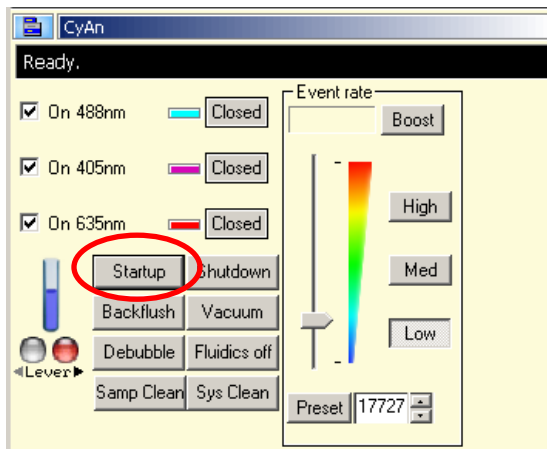 CyAn
Ready.
On 488nm Closed
On 405nm Closed
On 635nm Closed
Startup Shutdown
Backflush Vacuum
Debubble Fluidics off
Samp Clean Sys Clean
Lever
Event rate
Boost
High
Med
Low
Preset 17727